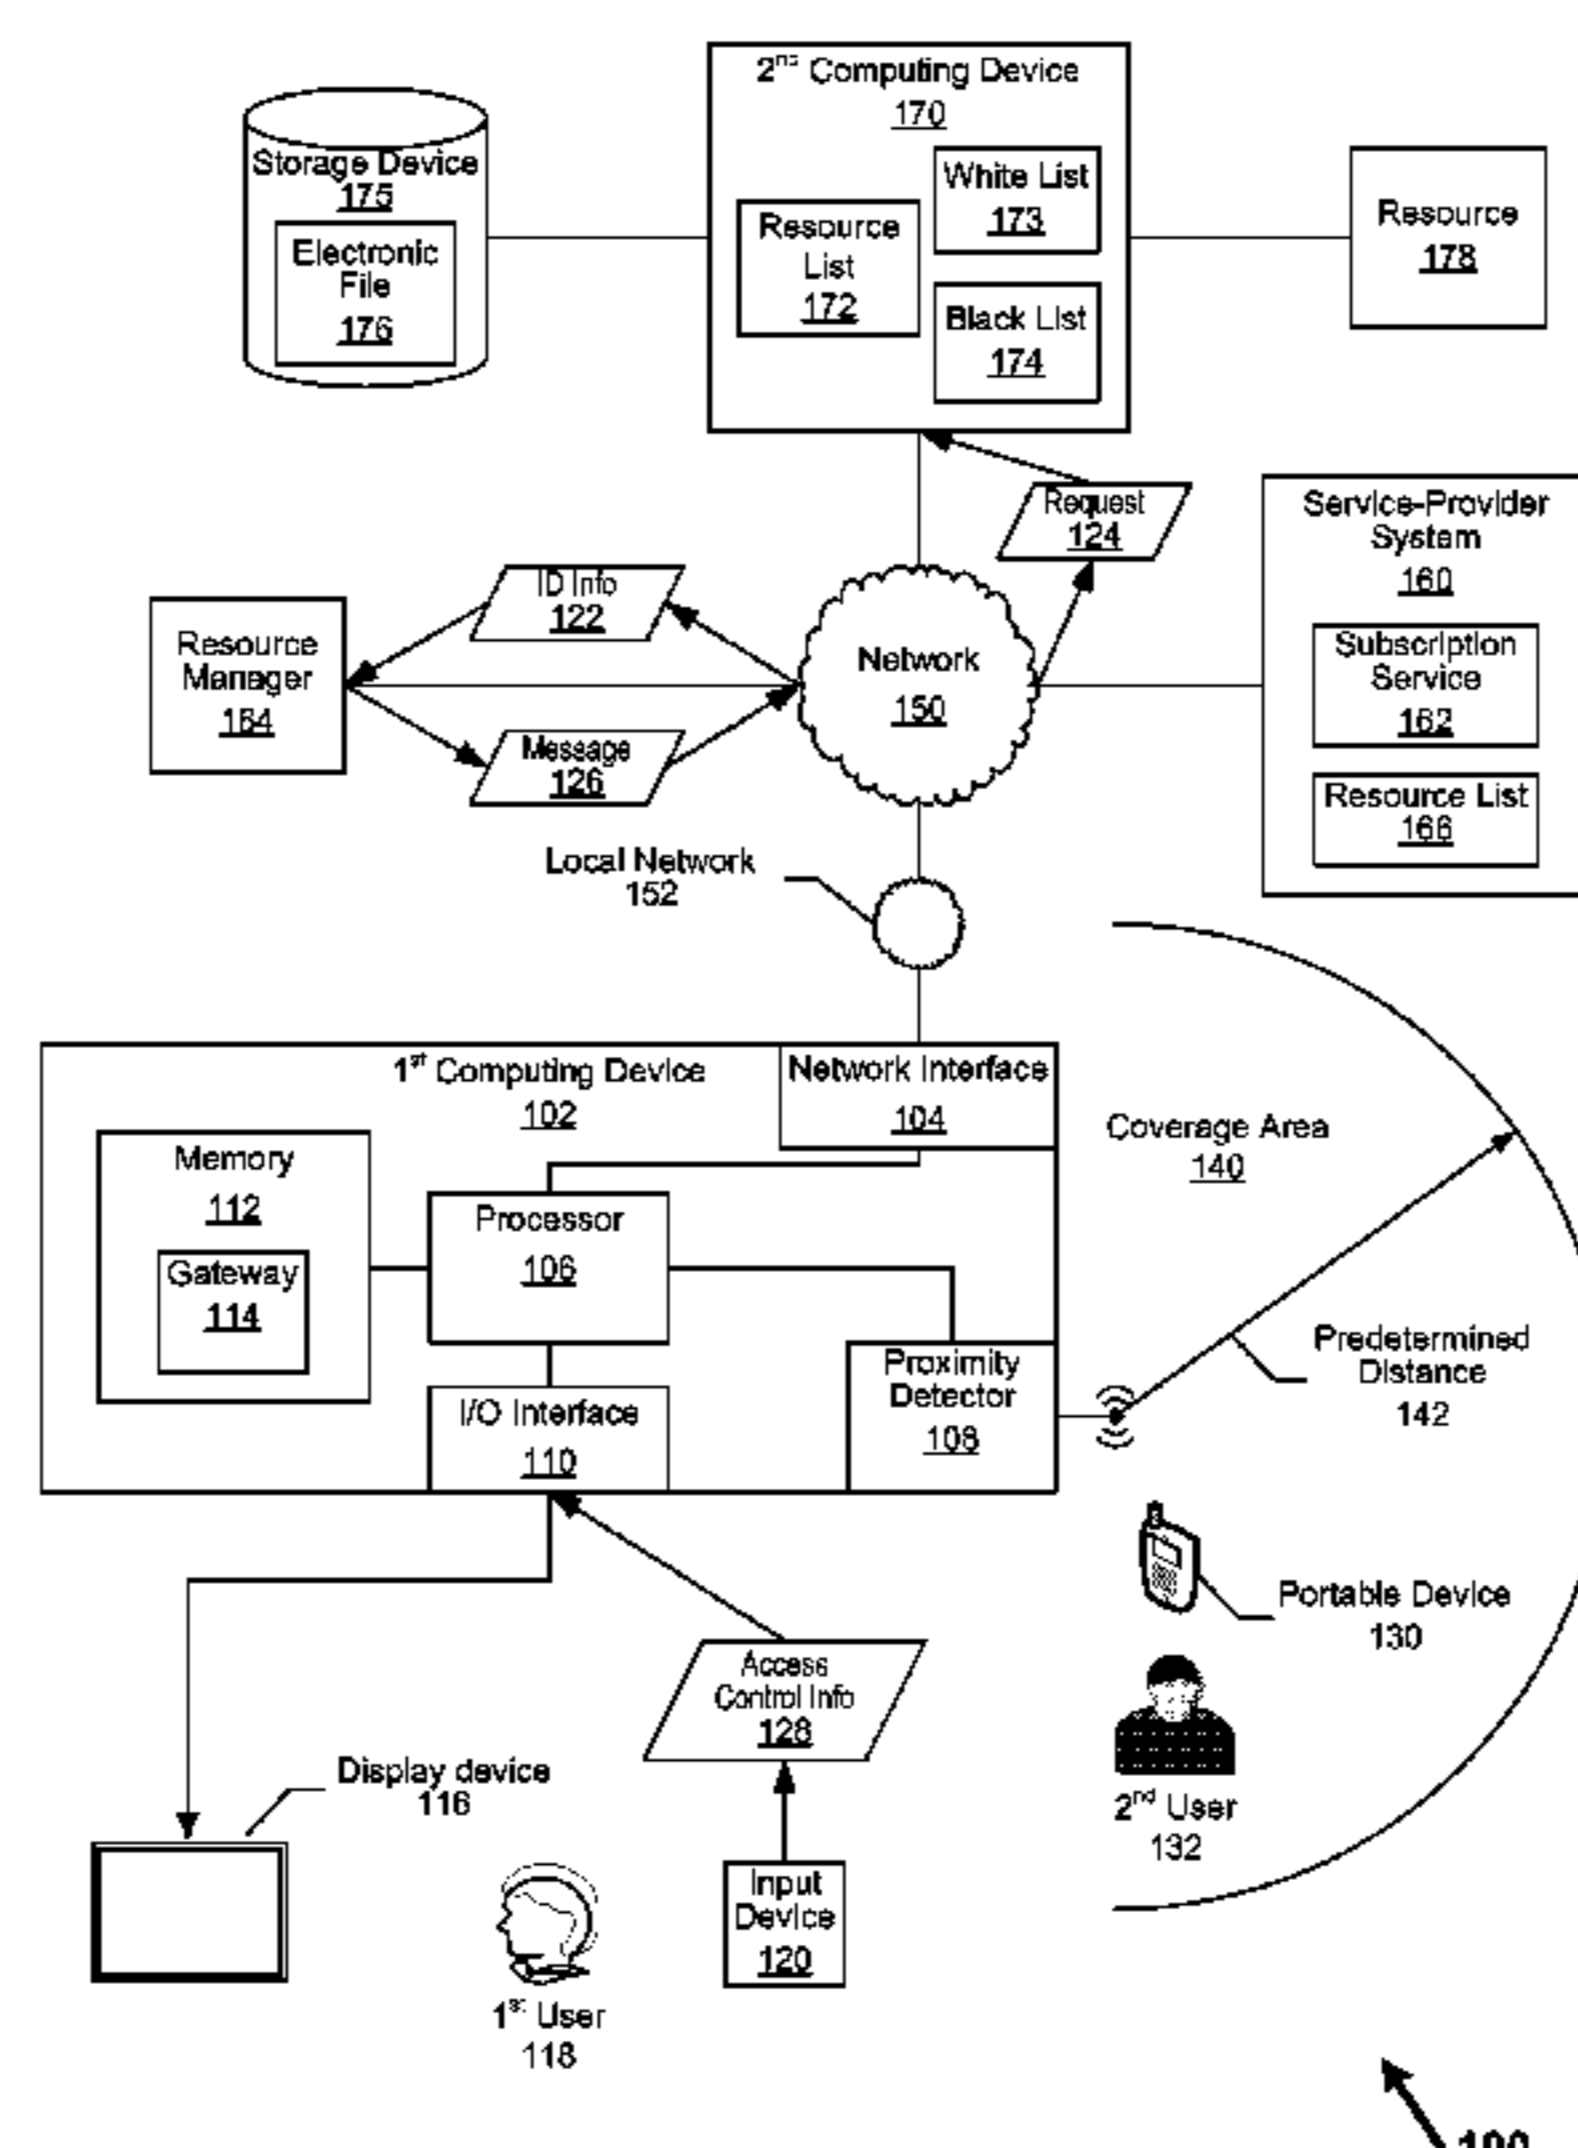 2nd Computing Device
170
Storage Device
175
Electronic
File
176
Resource
List
172
White List
173
Black List
174
Resource
178
Request
124
Service-Provider
System
160
Subscription
Service
162
Resource List
166
ID Info
122
Resource
Manager
164
Message
126
Network
150
Local Network
152
1st Computing Device
102
Network Interface
104
Memory
112
Gateway
114
Processor
106
I/O Interface
110
Proximity
Detector
108
Coverage Area
140
Predetermined
Distance
142
Portable Device
130
2nd User
132
Access
Control Info
128
Display device
116
Input
Device
120
1st User
118